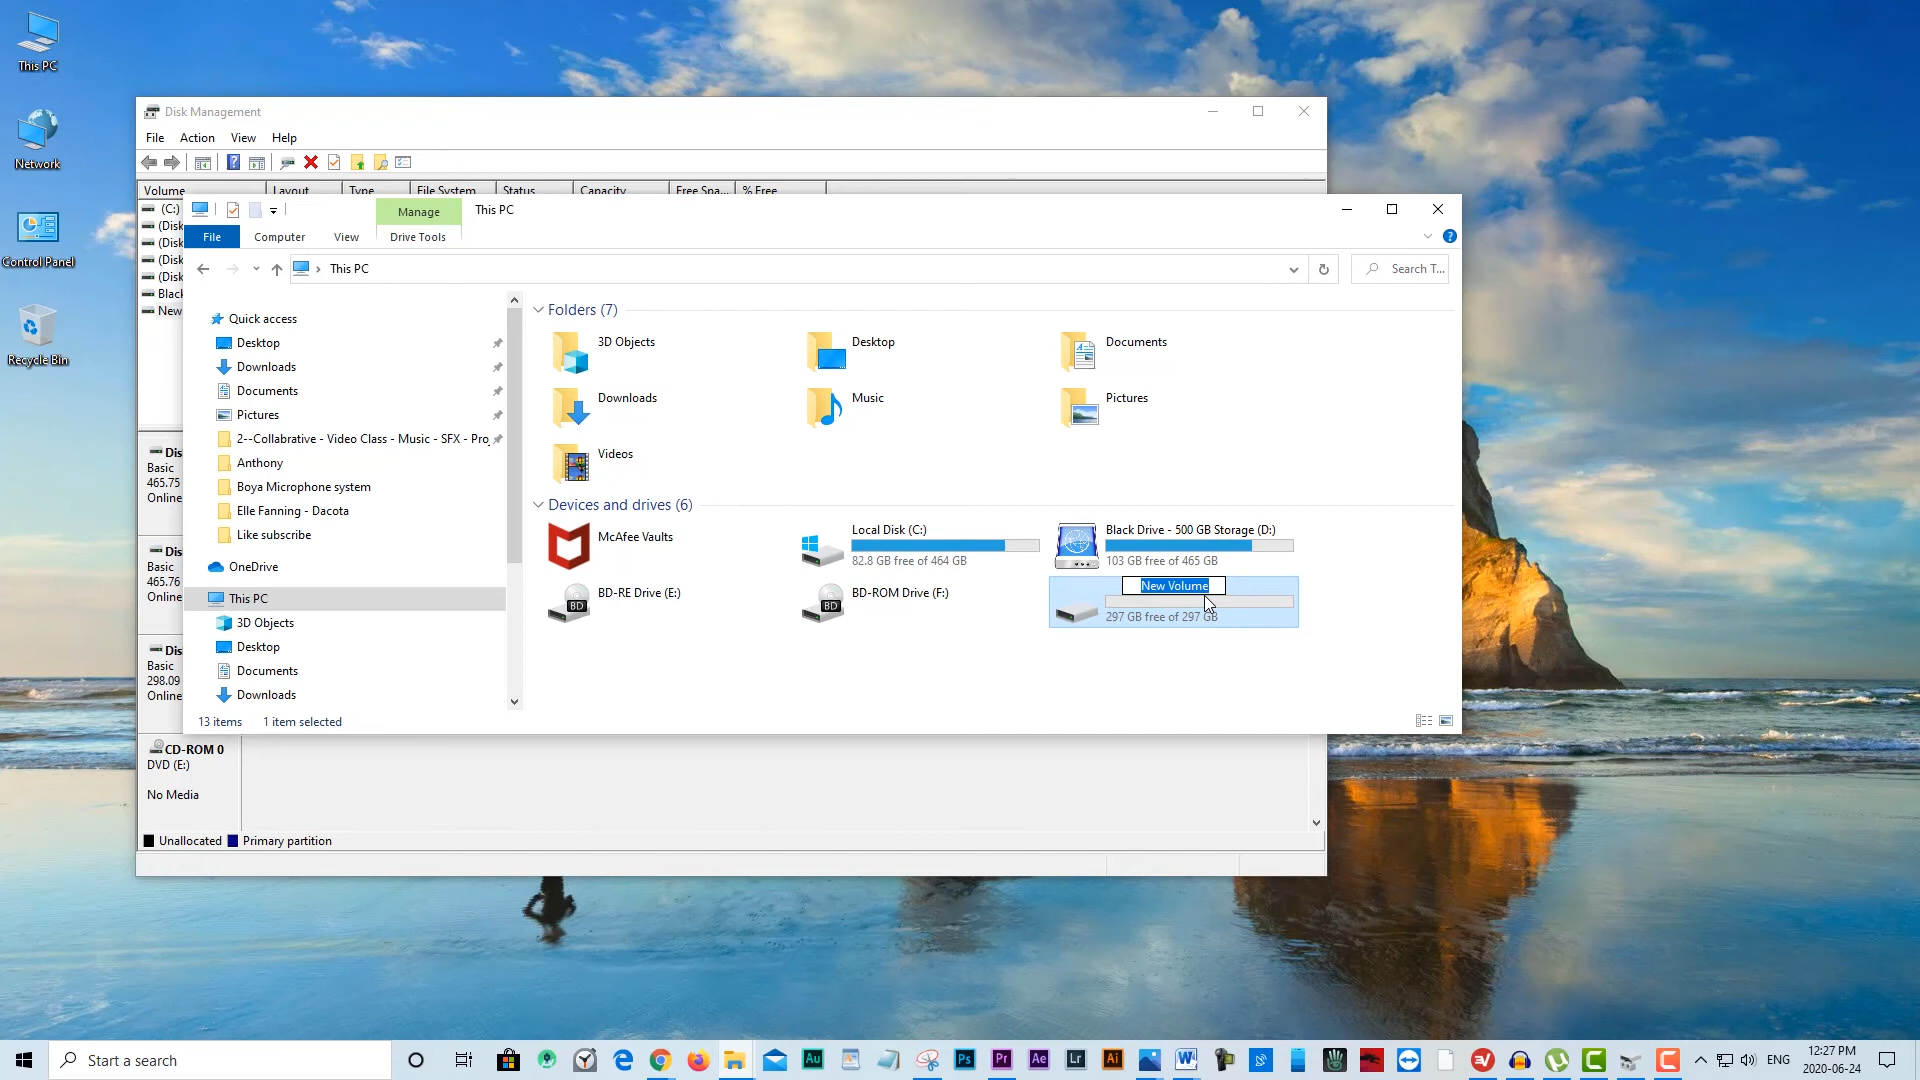 This PC
Network
Control Panel
Recycle Bin
Disk Management
File Action View Help
Volume Layout Type File System Status Capacity Free Spa... % Free
(C:)
(Disk
(Disk
(Disk
(Disk
Black
New
Manage This PC
File Computer View Drive Tools
This PC
Search T...
Quick access
Desktop
Downloads
Documents
Pictures
2--Collabrative - Video Class - Music - SFX - Pro
Anthony
Boya Microphone system
Elle Fanning - Dacota
Like subscribe
OneDrive
This PC
3D Objects
Desktop
Documents
Downloads
Folders (7)
3D Objects
Desktop
Documents
Downloads
Music
Pictures
Videos
Devices and drives (6)
McAfee Vaults
Local Disk (C:)
82.8 GB free of 464 GB
Black Drive - 500 GB Storage (D:)
103 GB free of 465 GB
BD-RE Drive (E:)
BD-ROM Drive (F:)
New Volume
297 GB free of 297 GB
13 items 1 item selected
Dis
Basic
465.75
Online
Dis
Basic
465.76
Online
Dis
Basic
298.09
Online
CD-ROM 0
DVD (E:)
No Media
Unallocated Primary partition
Start a search
ENG
12:27 PM
2020-06-24